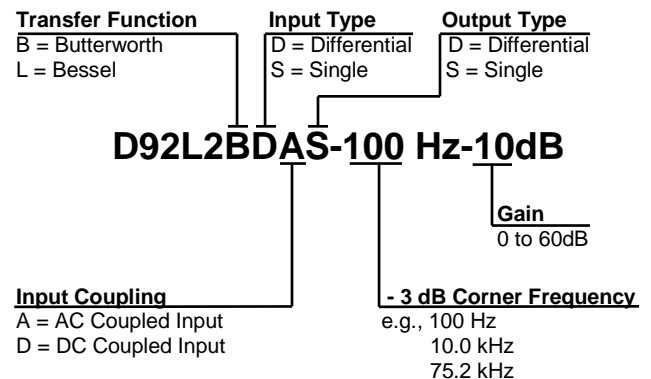 Transfer Function
B = Butterworth
L = Bessel
Input Type
D = Differential
S = Single
Output Type
D = Differential
S = Single
D92L2BDAS-100 Hz-10dB
Gain
0 to 60dB
Input Coupling
A = AC Coupled Input
D = DC Coupled Input
- 3 dB Corner Frequency
e.g., 100 Hz
10.0 kHz
75.2 kHz